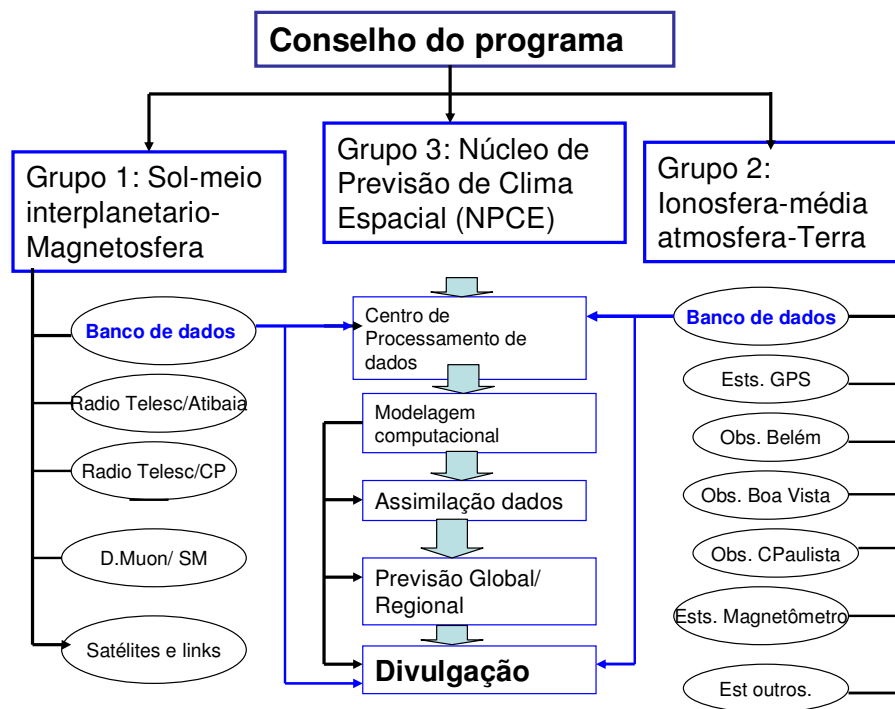 Conselho do programa
Grupo 1: Sol-meio
interplanetario-
Magnetosfera
Grupo 3: Núcleo de
Previsão de Clima
Espacial (NPCE)
Grupo 2:
Ionosfera-média
atmosfera-Terra
Banco de dados
Radio Telesc/Atibaia
Radio Telesc/CP
D.Muon/ SM
Satélites e links
Centro de
Processamento de
dados
Modelagem
computacional
Assimilação dados
Previsão Global/
Regional
Divulgação
Banco de dados
Ests. GPS
Obs. Belém
Obs. Boa Vista
Obs. CPaulista
Ests. Magnetômetro
Est outros.